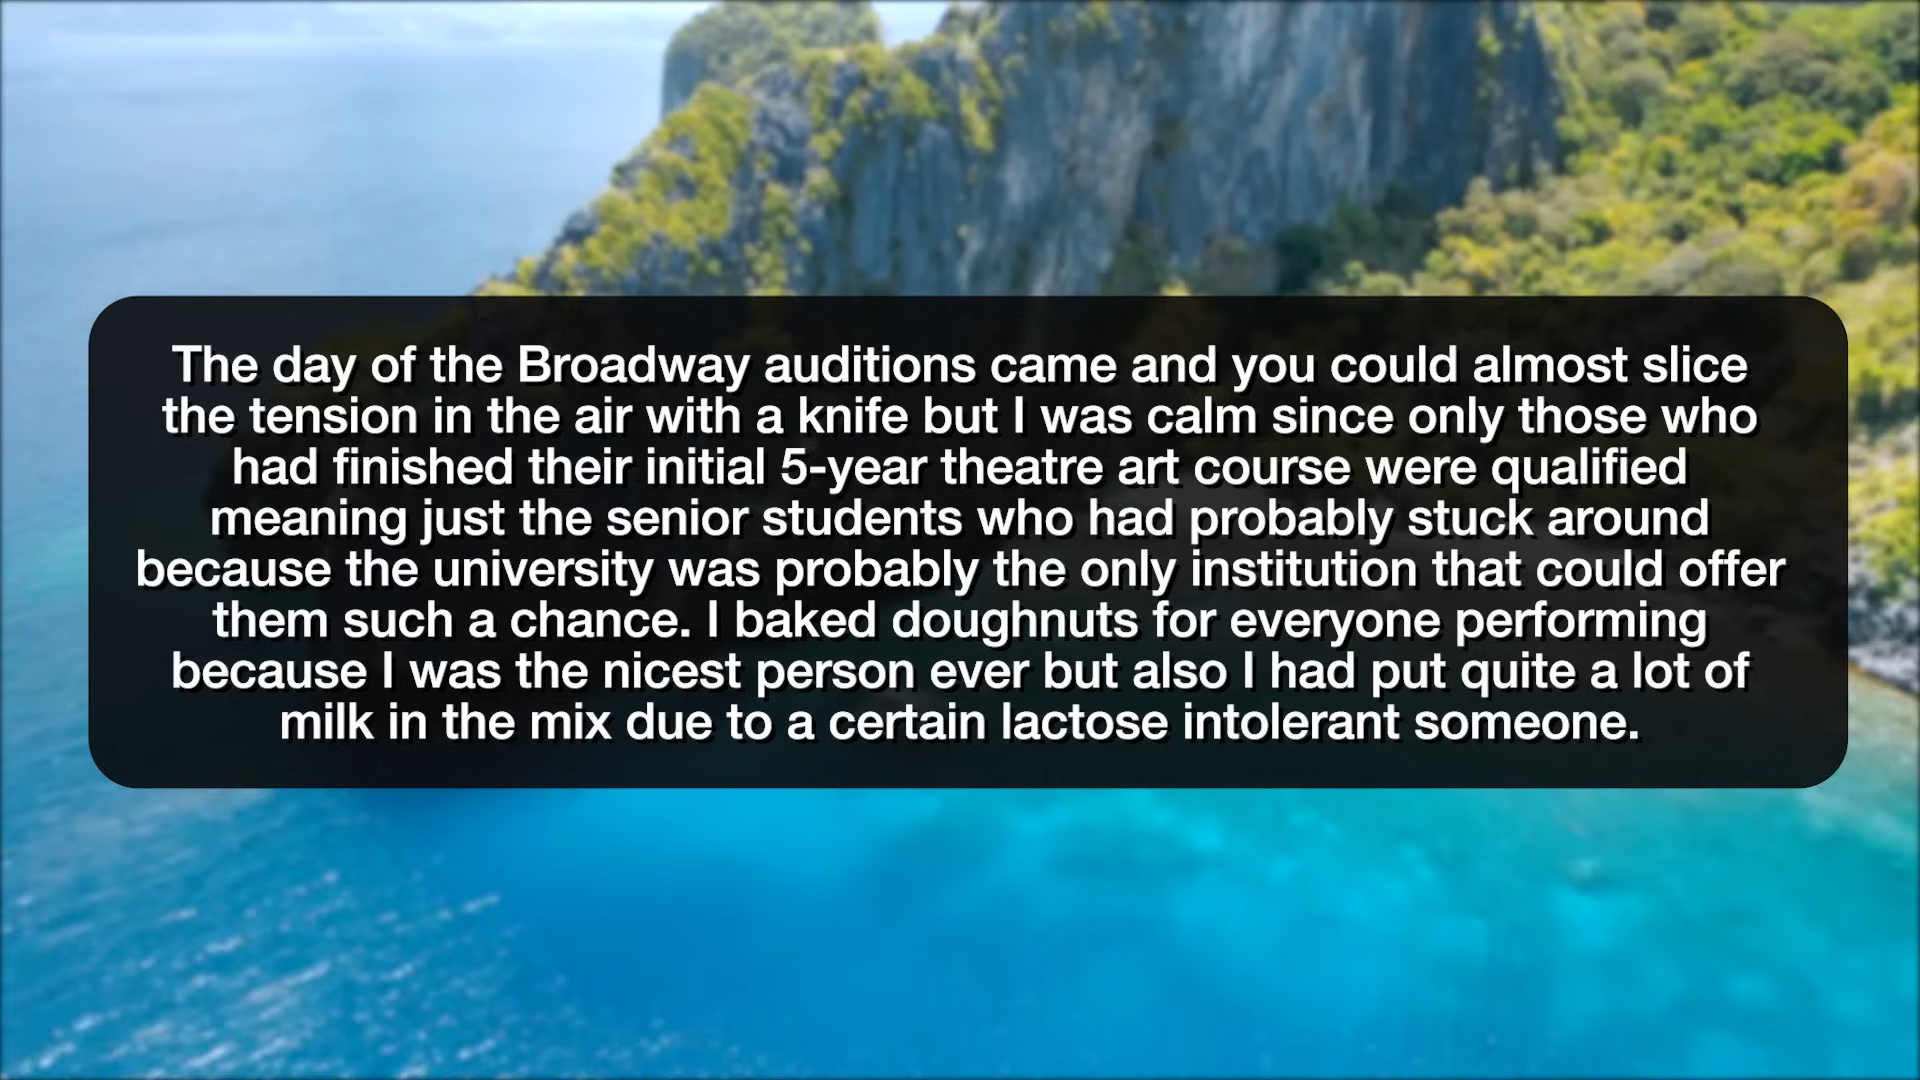 The day of the Broadway auditions came and you could almost slice
the tension in the air with a knife but I was calm since only those who
had finished their initial 5-year theatre art course were qualified
meaning just the senior students who had probably stuck around
because the university was probably the only institution that could offer
them such a chance. I baked doughnuts for everyone performing
because I was the nicest person ever but also I had put quite a lot of
milk in the mix due to a certain lactose intolerant someone.